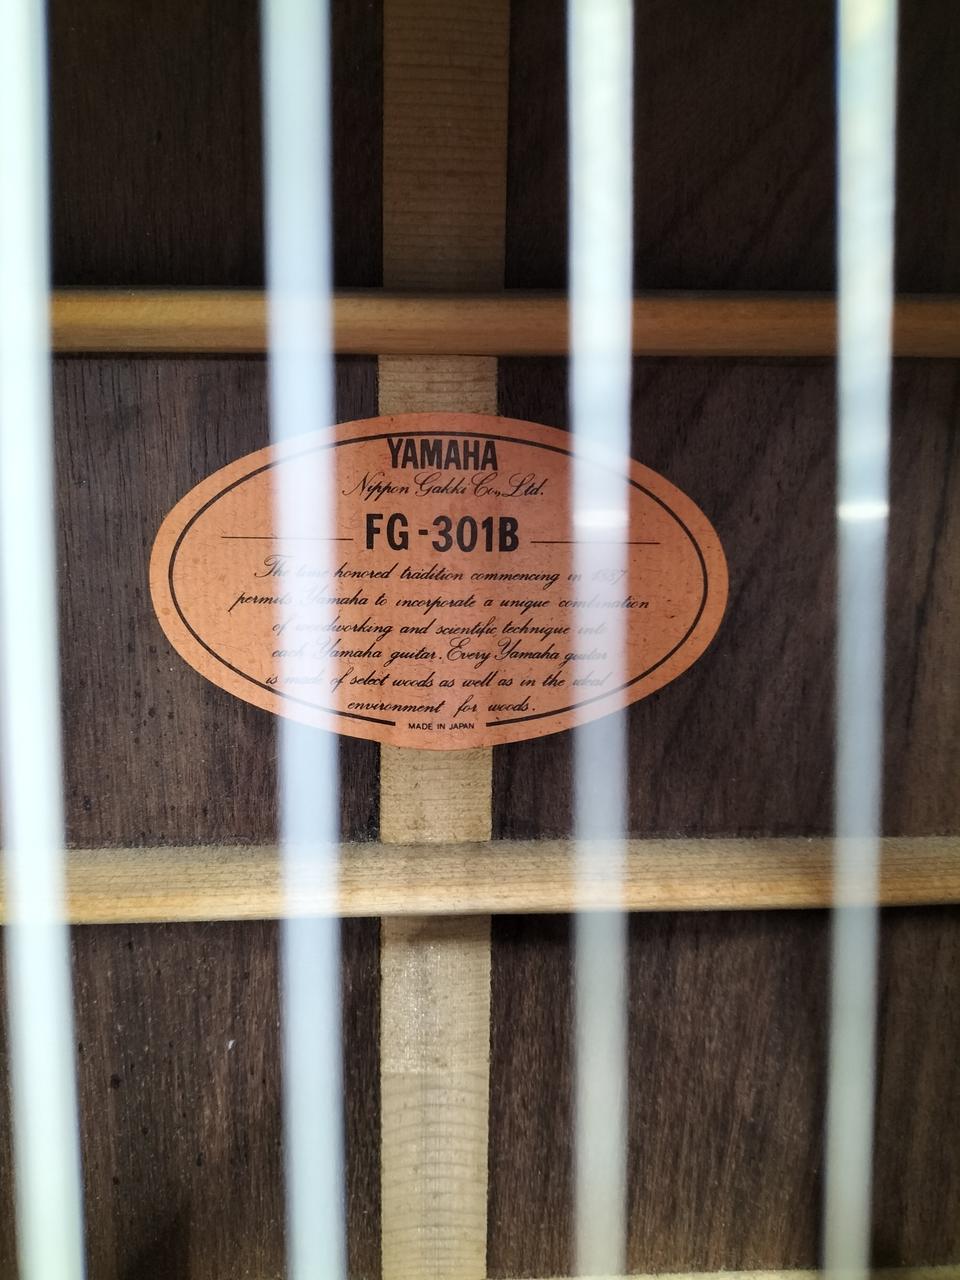 YAMAHA
Nippon Gakki Co., Ltd.
FG-301B
The time honored tradition commencing in 1887
permits Yamaha to incorporate a unique combination
of woodworking and scientific technique into
each Yamaha guitar. Every Yamaha guitar
is made of select woods as well as in the ideal
environment for woods.
MADE IN JAPAN